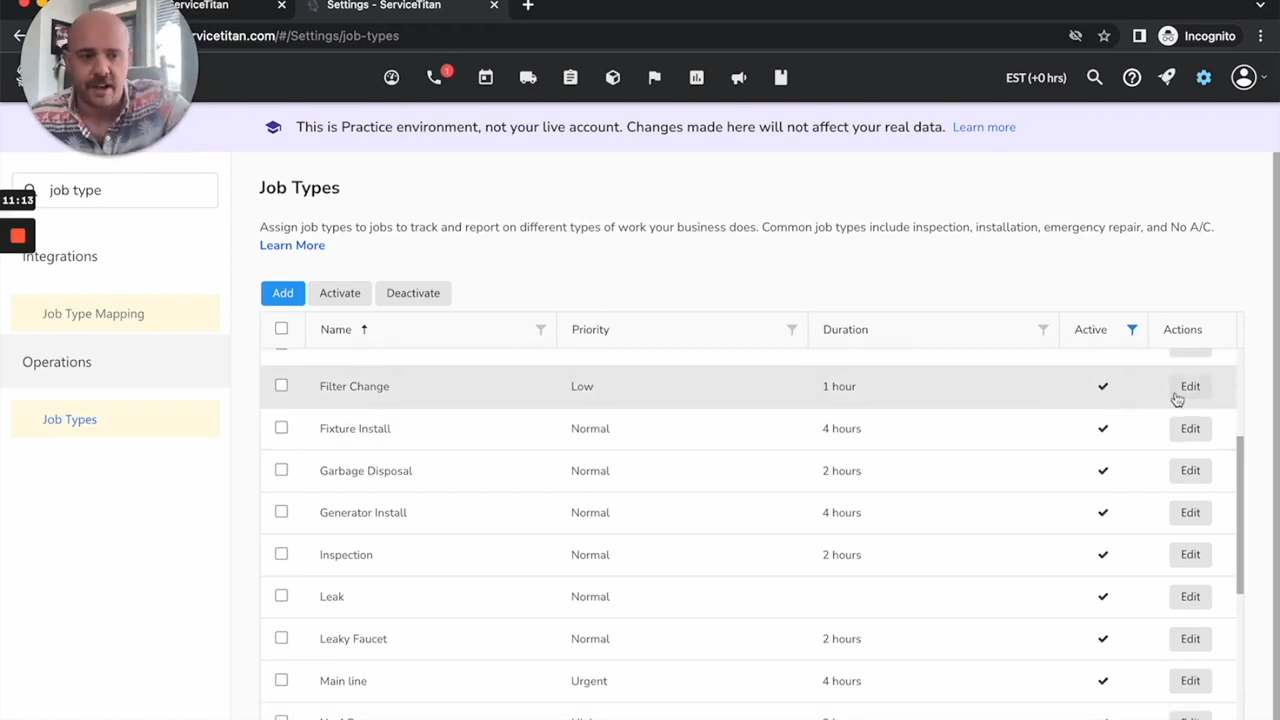 rviceTitan
Settings - ServiceTitan
rvicetitan.com/#/Settings/job-types
Incognito
1
EST (+0 hrs)
This is Practice environment, not your live account. Changes made here will not affect your real data. Learn more
job type
11:13
Integrations
Job Type Mapping
Operations
Job Types
Job Types
Assign job types to jobs to track and report on different types of work your business does. Common job types include inspection, installation, emergency repair, and No A/C.
Learn More
Add Activate Deactivate
Name Priority Duration Active Actions
Filter Change Low 1 hour Edit
Fixture Install Normal 4 hours Edit
Garbage Disposal Normal 2 hours Edit
Generator Install Normal 4 hours Edit
Inspection Normal 2 hours Edit
Leak Normal Edit
Leaky Faucet Normal 2 hours Edit
Main line Urgent 4 hours Edit